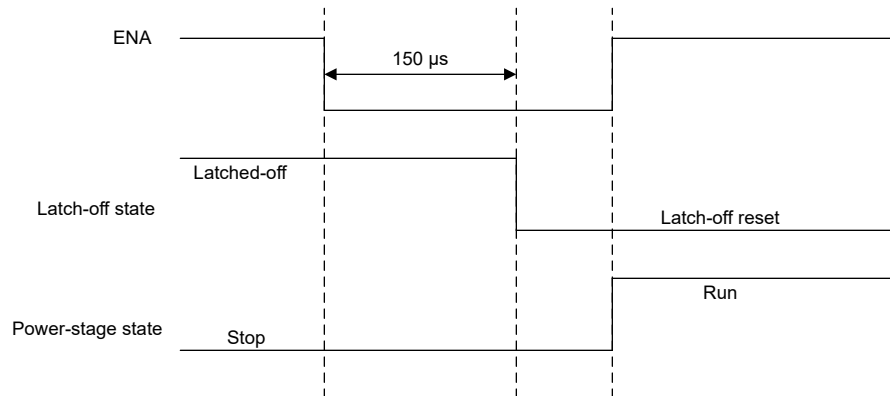 ENA
150 µs
Latched-off
Latch-off state
Latch-off reset
Run
Power-stage state
Stop